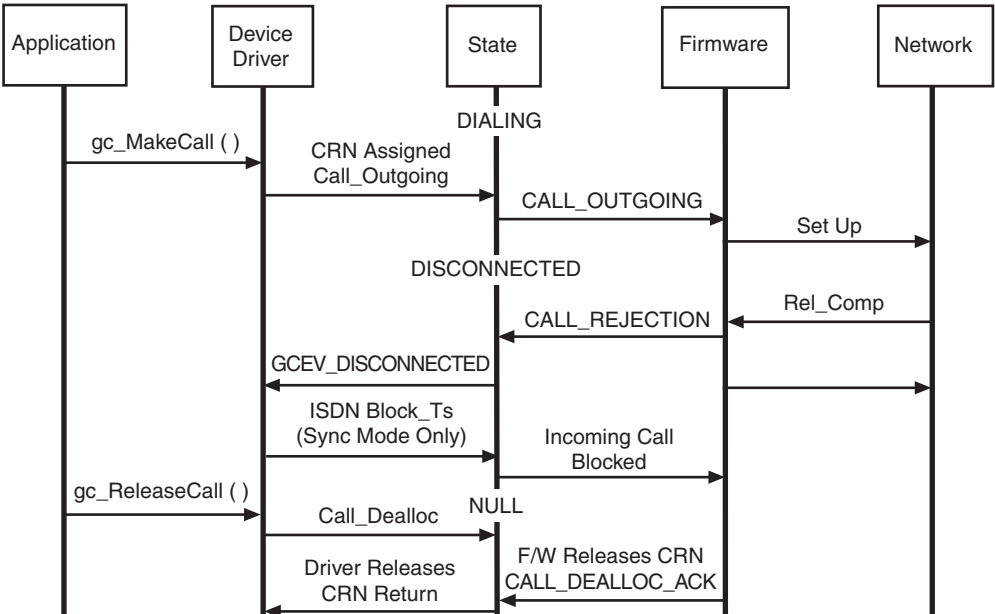 Application
Device
Driver
State
Firmware
Network
DIALING
gc_MakeCall ( )
CRN Assigned
Call_Outgoing
CALL_OUTGOING
Set Up
DISCONNECTED
Rel_Comp
CALL_REJECTION
GCEV_DISCONNECTED
ISDN Block_Ts
(Sync Mode Only)
Incoming Call
Blocked
gc_ReleaseCall ( )
NULL
Call_Dealloc
F/W Releases CRN
CALL_DEALLOC_ACK
Driver Releases
CRN Return